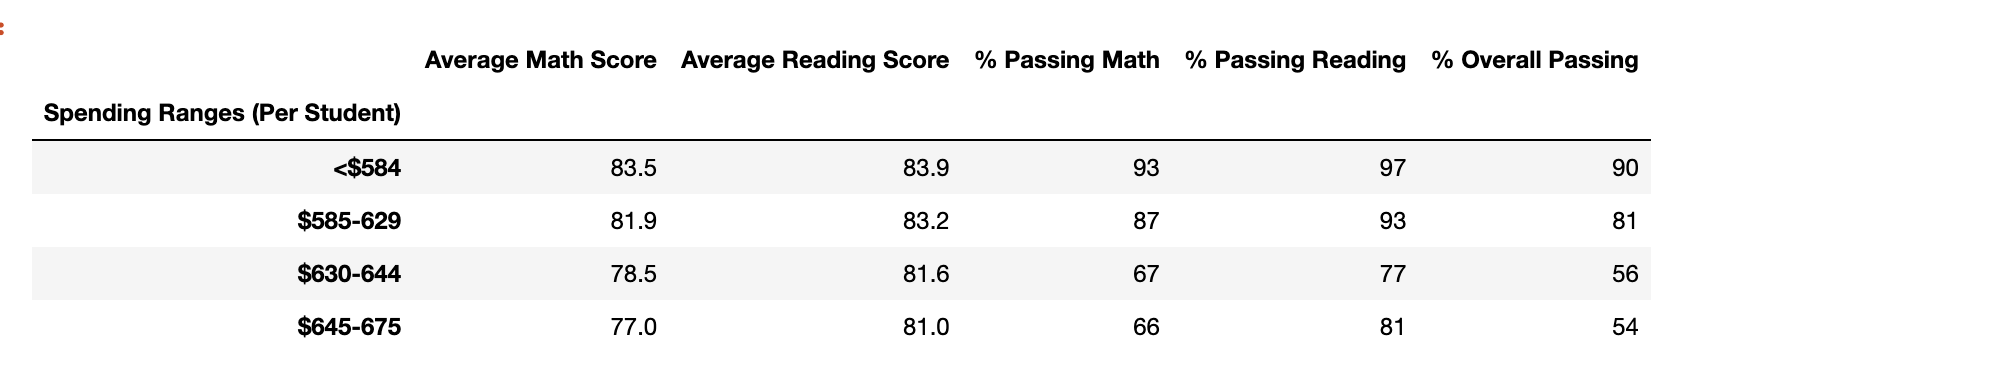 :
Average Math Score Average Reading Score % Passing Math % Passing Reading % Overall Passing
Spending Ranges (Per Student)
<$584 83.5 83.9 93 97 90
$585-629 81.9 83.2 87 93 81
$630-644 78.5 81.6 67 77 56
$645-675 77.0 81.0 66 81 54